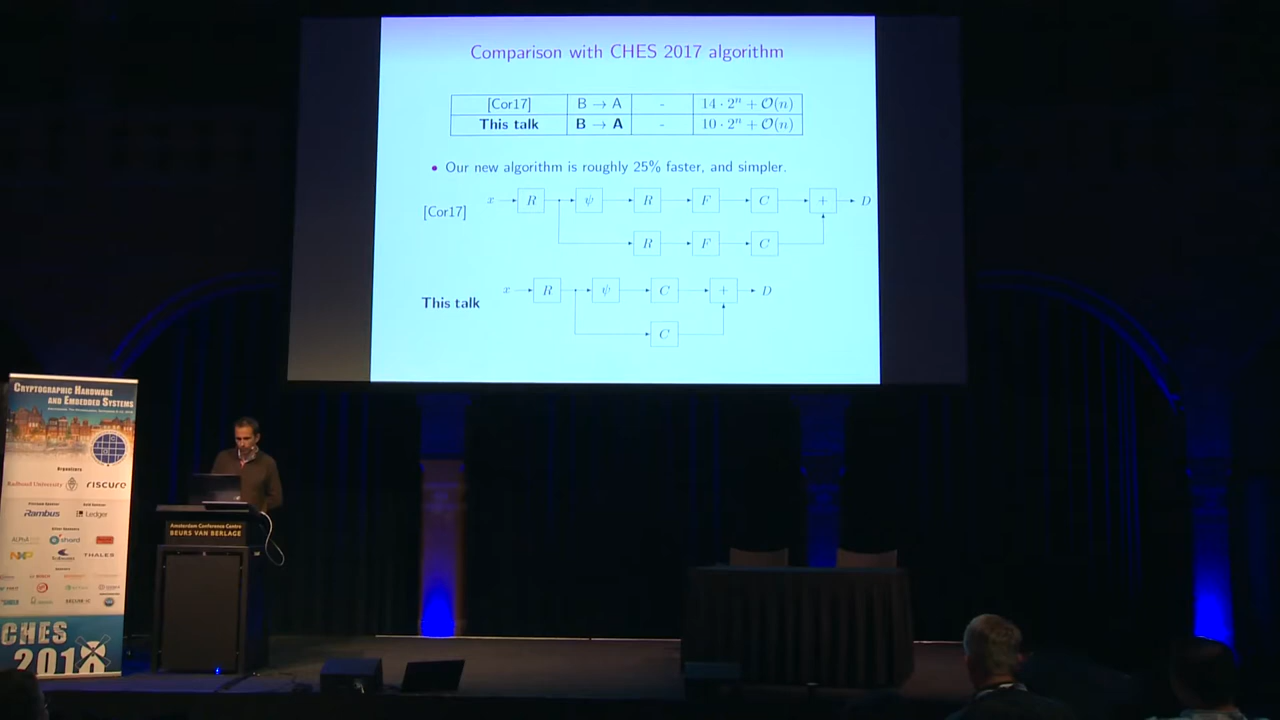 Comparison with CHES 2017 algorithm
[Cor17] B → A - 14 · 2ⁿ + O(n)
This talk B → A - 10 · 2ⁿ + O(n)
• Our new algorithm is roughly 25% faster, and simpler.
[Cor17]
x R ψ R F C + D
R F C
This talk
x R ψ C + D
C
CRYPTOGRAPHIC HARDWARE
AND EMBEDDED SYSTEMS
Organizers
Radboud University riscure
Rambus Ledger
shard
NXP THALES
CHES
2018
Amsterdam Conference Centre
BEURS VAN BERLAGE